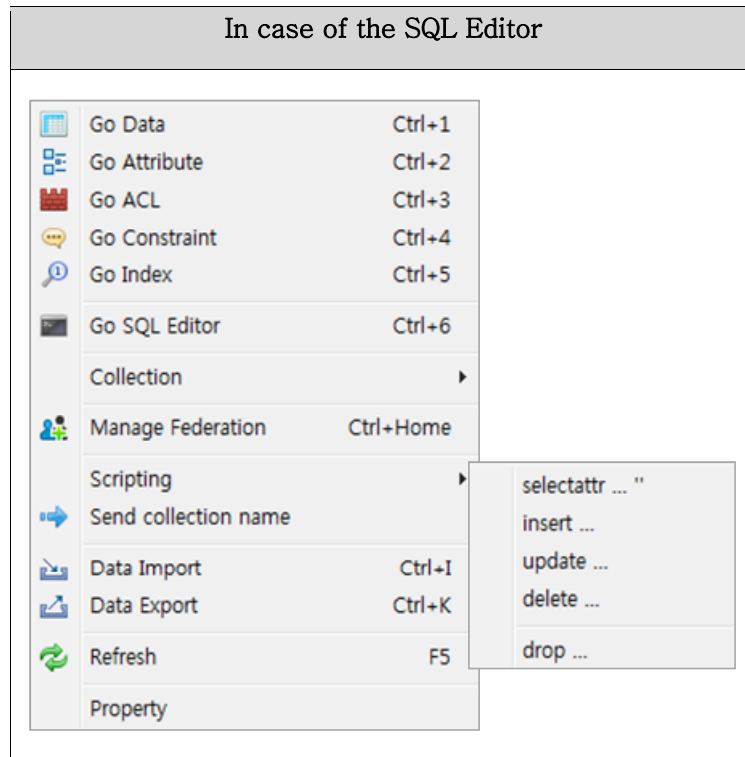 In case of the SQL Editor
Go Data Ctrl+1
Go Attribute Ctrl+2
Go ACL Ctrl+3
Go Constraint Ctrl+4
Go Index Ctrl+5
Go SQL Editor Ctrl+6
Collection
Manage Federation Ctrl+Home
Scripting
Send collection name
Data Import Ctrl+I
Data Export Ctrl+K
Refresh F5
Property
selectattr ... ''
insert ...
update ...
delete ...
drop ...